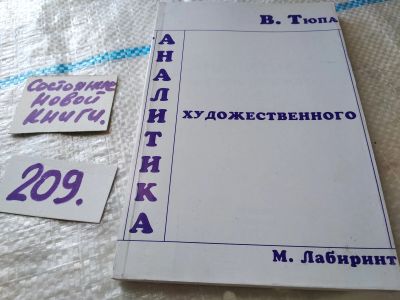 Состояние
новой
книги.
209.
В. Тюпа
АНАЛИТИКА
ХУДОЖЕСТВЕННОГО
М. Лабиринт